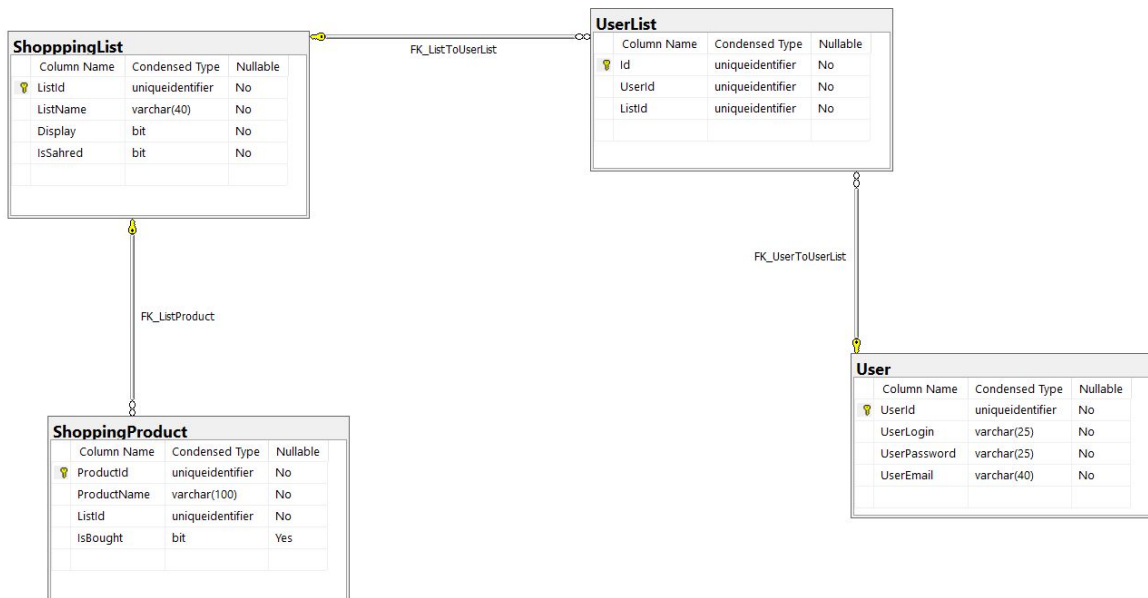 ShopppingList
Column Name Condensed Type Nullable
ListId uniqueidentifier No
ListName varchar(40) No
Display bit No
IsSahred bit No
FK_ListToUserList
UserList
Column Name Condensed Type Nullable
Id uniqueidentifier No
UserId uniqueidentifier No
ListId uniqueidentifier No
FK_UserToUserList
FK_ListProduct
User
Column Name Condensed Type Nullable
UserId uniqueidentifier No
UserLogin varchar(25) No
UserPassword varchar(25) No
UserEmail varchar(40) No
ShoppingProduct
Column Name Condensed Type Nullable
ProductId uniqueidentifier No
ProductName varchar(100) No
ListId uniqueidentifier No
IsBought bit Yes